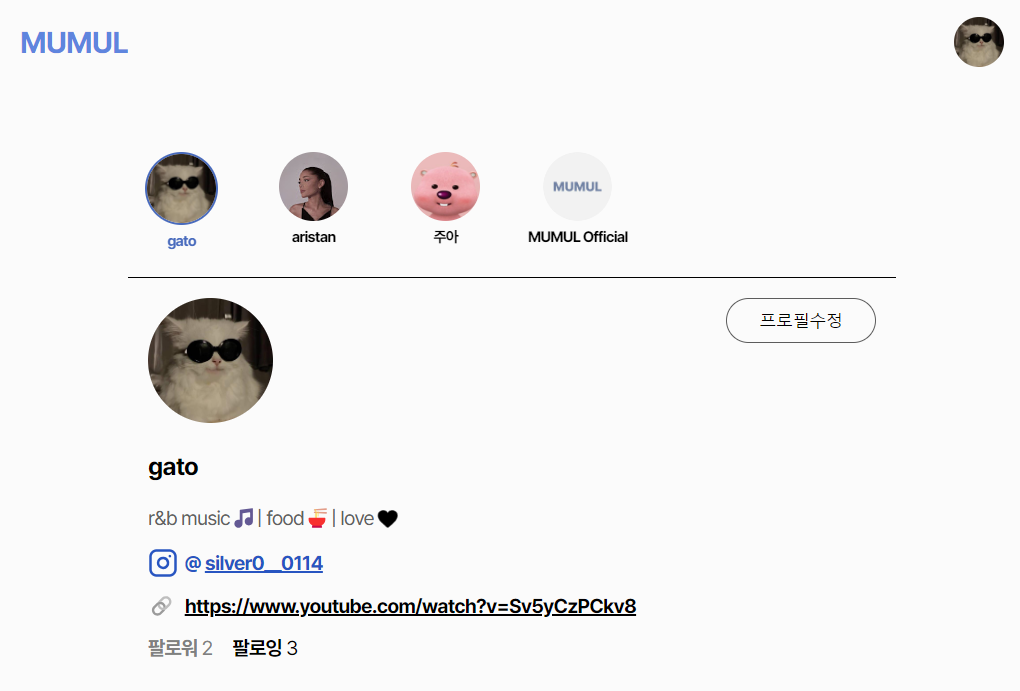 MUMUL
MUMUL
gato
aristan
주아
MUMUL Official
프로필수정
gato
r&b music🎵| food🍜| love🖤
@ silver0__0114
https://www.youtube.com/watch?v=Sv5yCzPCkv8
팔로워 2 팔로잉 3